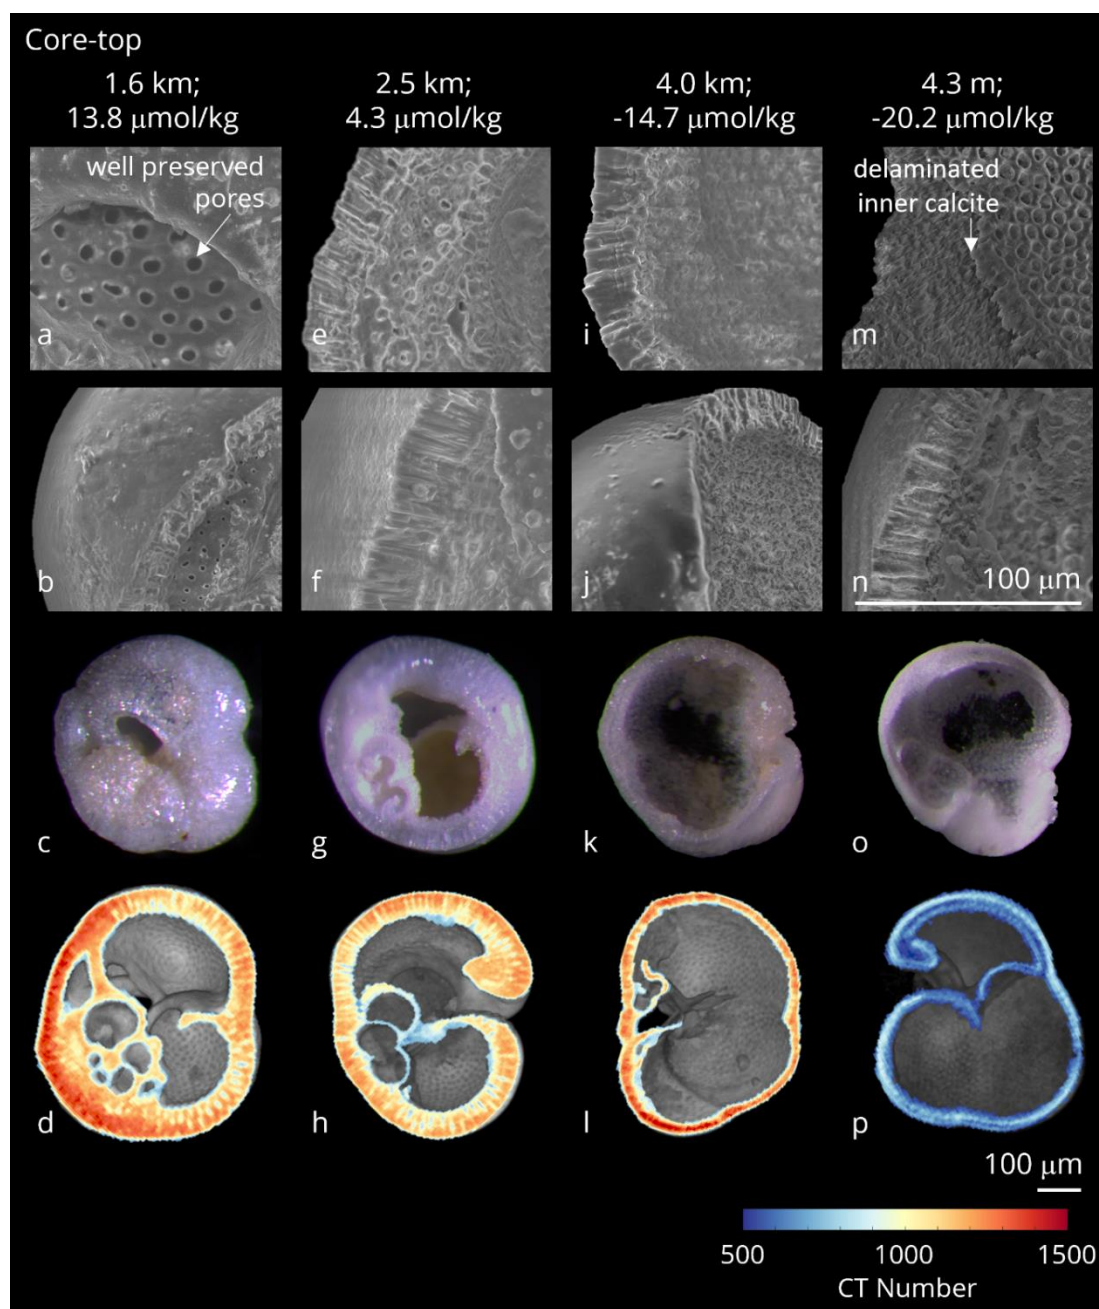 Core-top
1.6 km;
13.8 μmol/kg
2.5 km;
4.3 μmol/kg
4.0 km;
-14.7 μmol/kg
4.3 m;
-20.2 μmol/kg
well preserved
pores
delaminated
inner calcite
a
e
i
m
b
f
j
n
100 μm
c
g
k
o
d
h
l
p
100 μm
500
1000
1500
CT Number